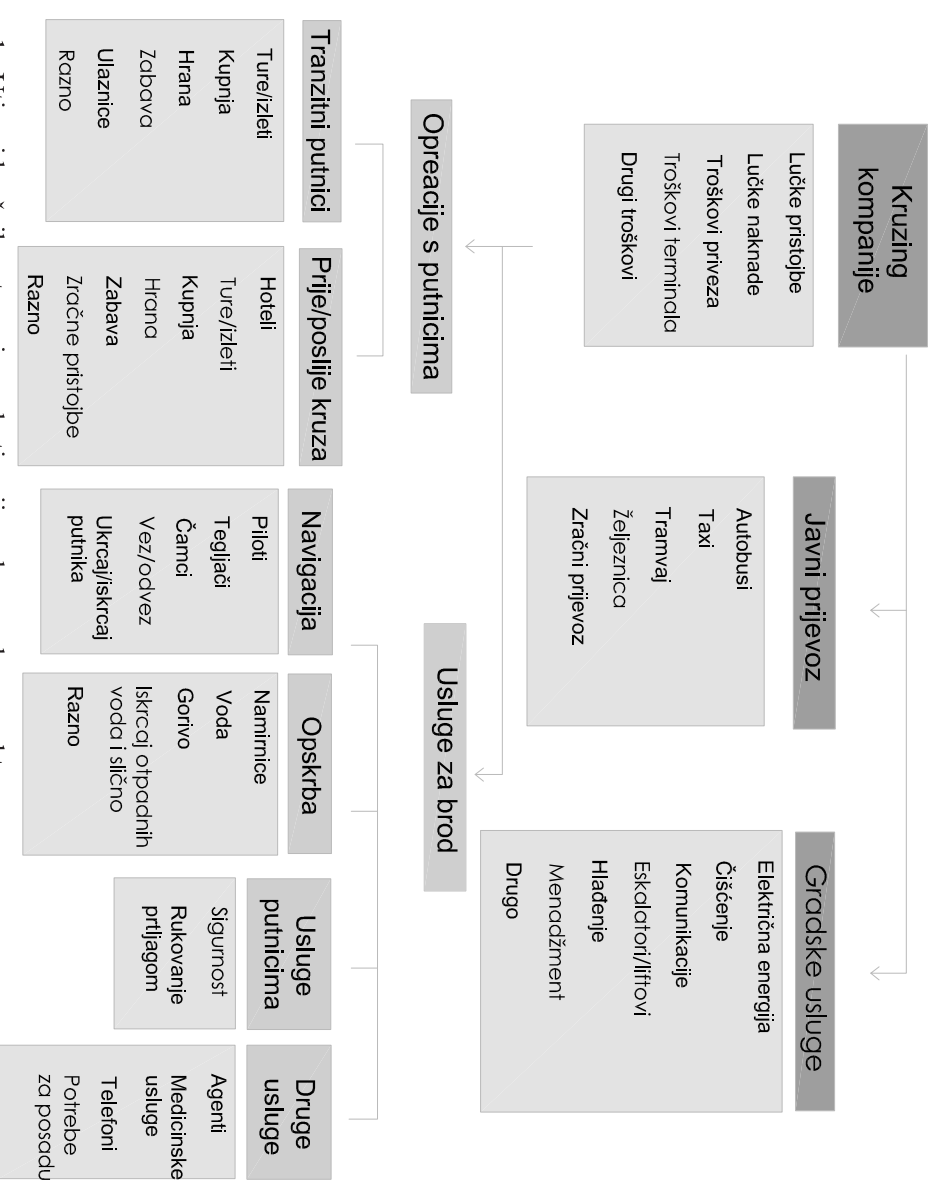 Kruzing
kompanije
Lučke pristojbe
Lučke naknade
Troškovi priveza
Troškovi terminala
Drugi troškovi
Javni prijevoz
Autobusi
Taxi
Tramvaj
Željeznica
Zračni prijevoz
Gradske usluge
Električna energija
Čišćenje
Komunikacije
Eskalatori/liftovi
Hlađenje
Menadžment
Drugo
Opreacije s putnicima
Usluge za brod
Tranzitni putnici
Ture/izleti
Kupnja
Hrana
Zabava
Ulaznice
Razno
Prije/poslije kruza
Hoteli
Ture/izleti
Kupnja
Hrana
Zabava
Zračne pristojbe
Razno
Navigacija
Piloti
Tegljači
Čamci
Vez/odvez
Ukrcaj/iskrcaj
putnika
Opskrba
Namirnice
Voda
Gorivo
Iskrcaj otpadnih
voda i slično
Razno
Usluge
putnicima
Sigurnost
Rukovanje
prtljagom
Druge
usluge
Agenti
Medicinske
usluge
Telefoni
Potrebe
za posadu